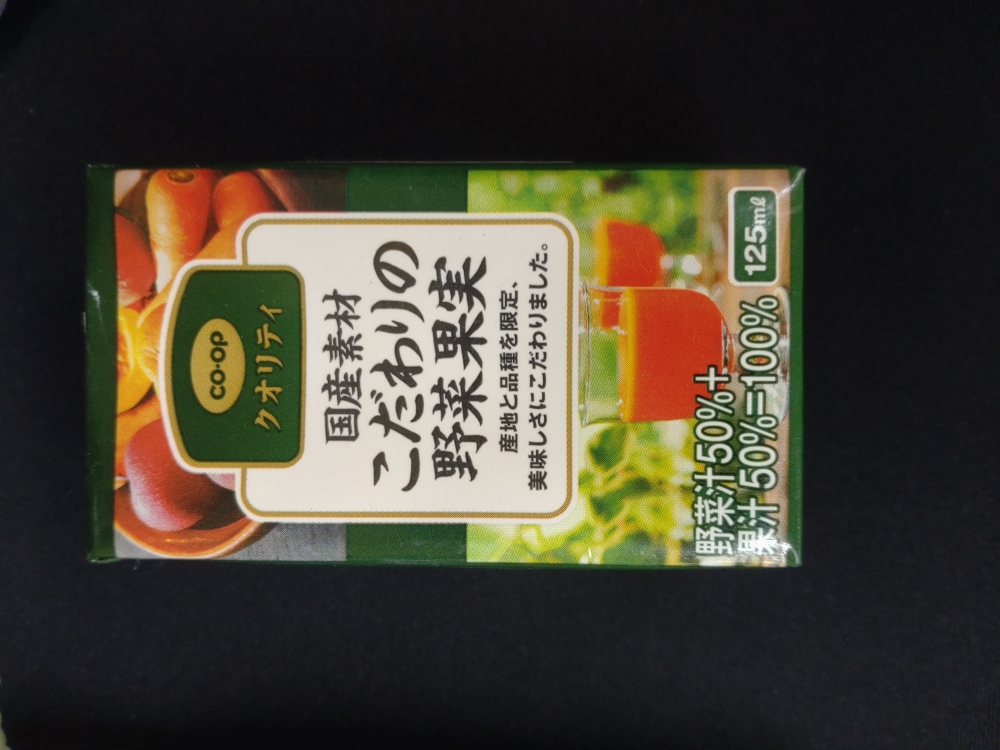 co·op
クオリティ
国産素材
こだわりの
野菜果実
産地と品種を限定、
美味しさにこだわりました。
野菜汁50%+
果汁 50%=100%
125mℓ